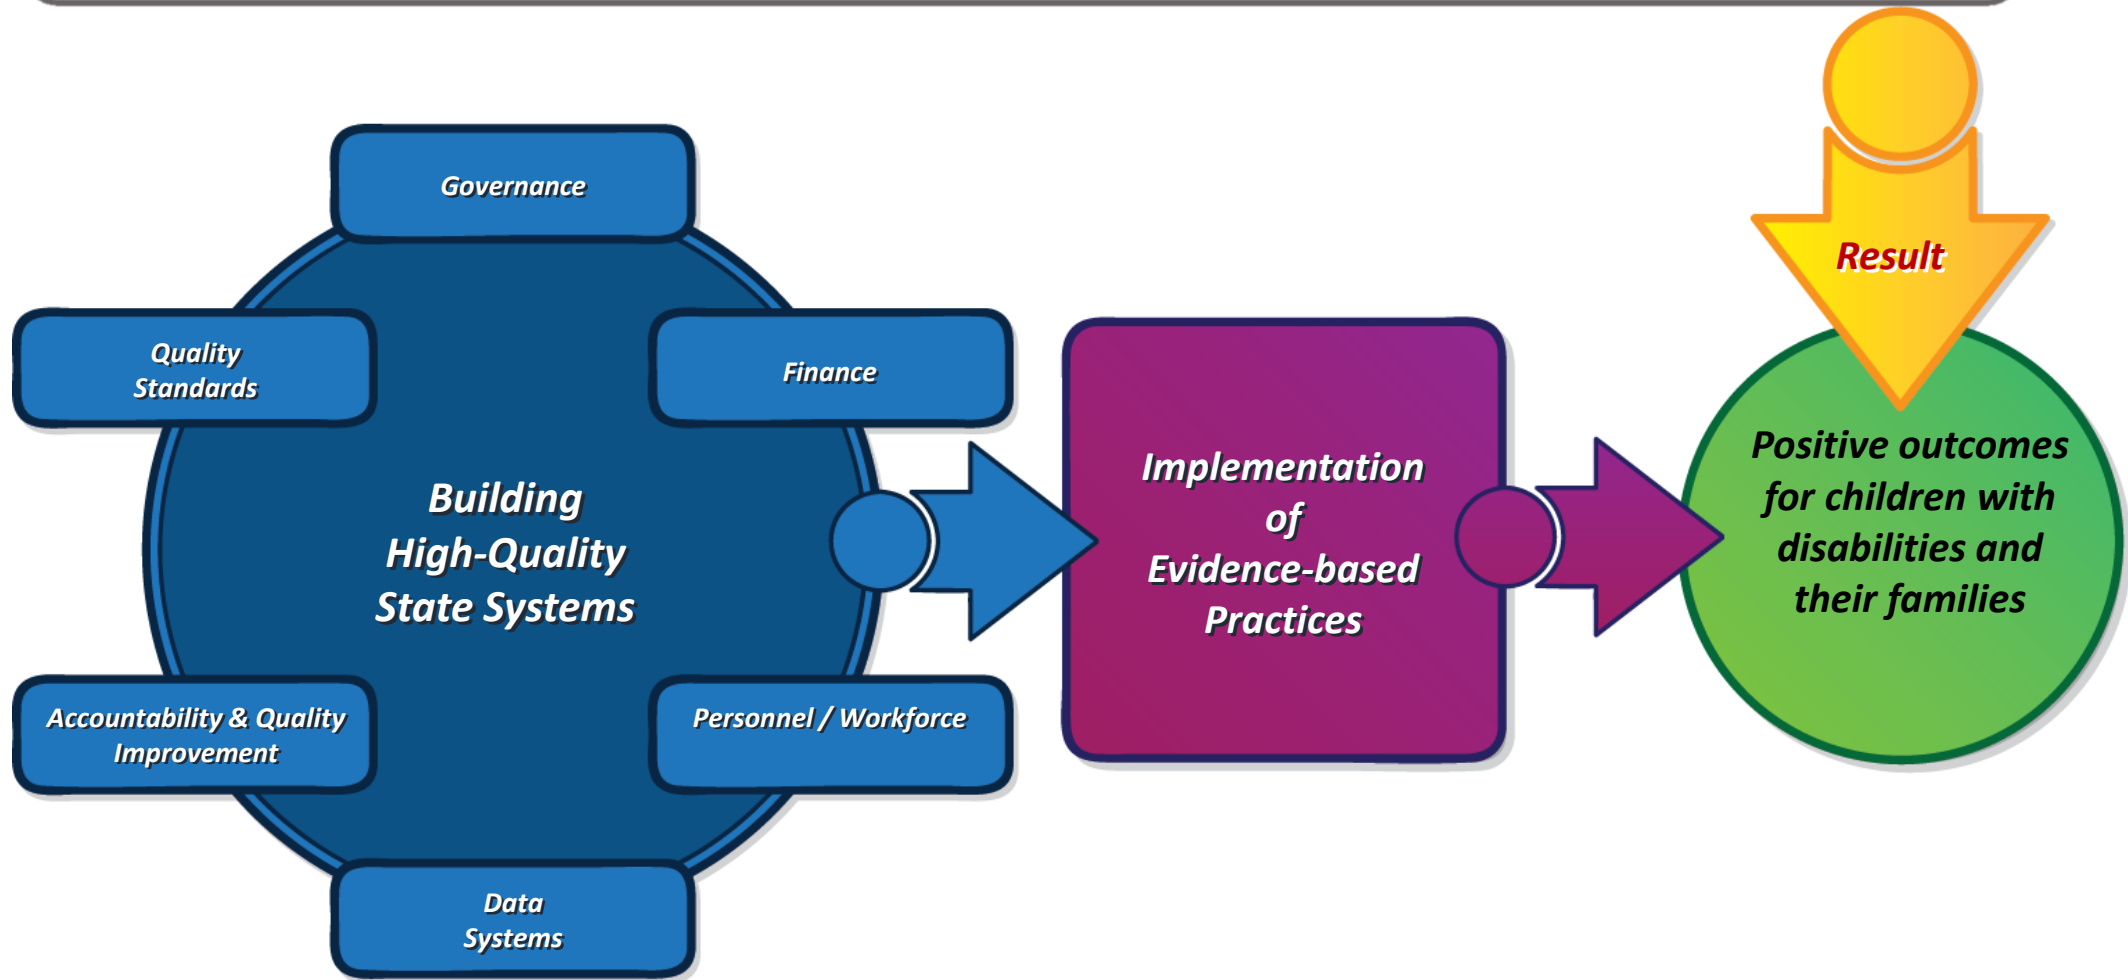 Governance
Quality
Standards
Finance
Building
High-Quality
State Systems
Accountability & Quality
Improvement
Personnel / Workforce
Data
Systems
Implementation
of
Evidence-based
Practices
Result
Positive outcomes
for children with
disabilities and
their families